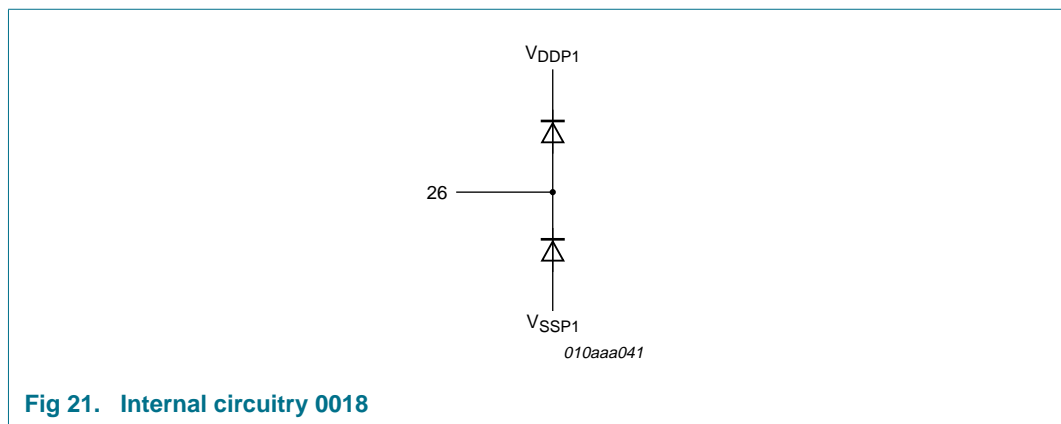 VDDP1
26
VSSP1
010aaa041
Fig 21. Internal circuitry 0018